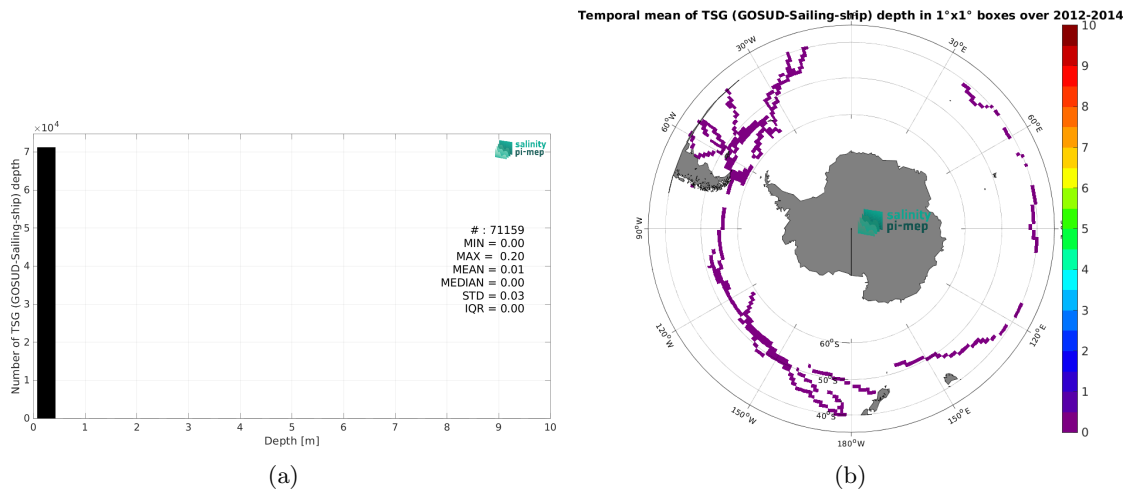 Temporal mean of TSG (GOSUD-Sailing-ship) depth in 1°x1° boxes over 2012-2014
×10⁴
7
6
5
4
3
2
1
0
Number of TSG (GOSUD-Sailing-ship) depth
0 1 2 3 4 5 6 7 8 9 10
Depth [m]
salinity
pi-mep
# : 71159
MIN = 0.00
MAX = 0.20
MEAN = 0.01
MEDIAN = 0.00
STD = 0.03
IQR = 0.00
(a)
30°W
30°E
60°W
60°E
90°W
120°W
120°E
150°W
150°E
180°W
60°S
50°S
40°S
salinity
pi-mep
10
9
8
7
6
5
4
3
2
1
0
(b)